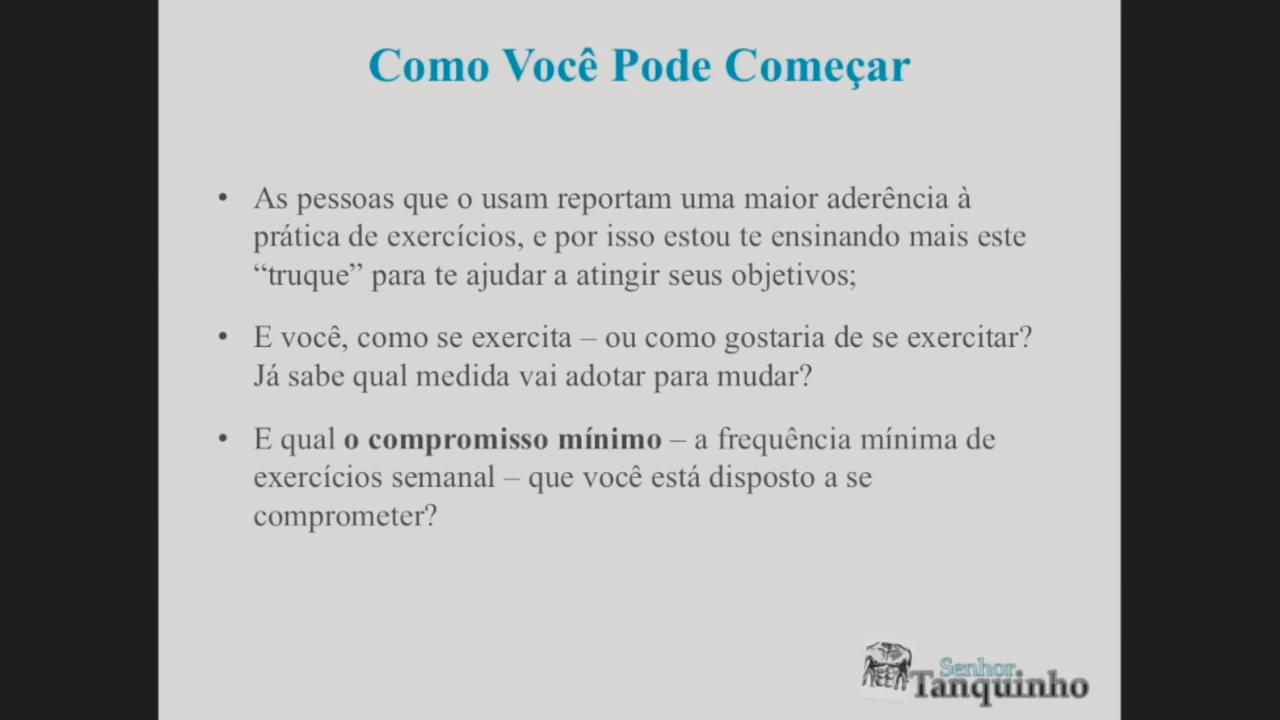 Como Você Pode Começar
• As pessoas que o usam reportam uma maior aderência à
prática de exercícios, e por isso estou te ensinando mais este
“truque” para te ajudar a atingir seus objetivos;
• E você, como se exercita – ou como gostaria de se exercitar?
Já sabe qual medida vai adotar para mudar?
• E qual o compromisso mínimo – a frequência mínima de
exercícios semanal – que você está disposto a se
comprometer?
Senhor
Tanquinho